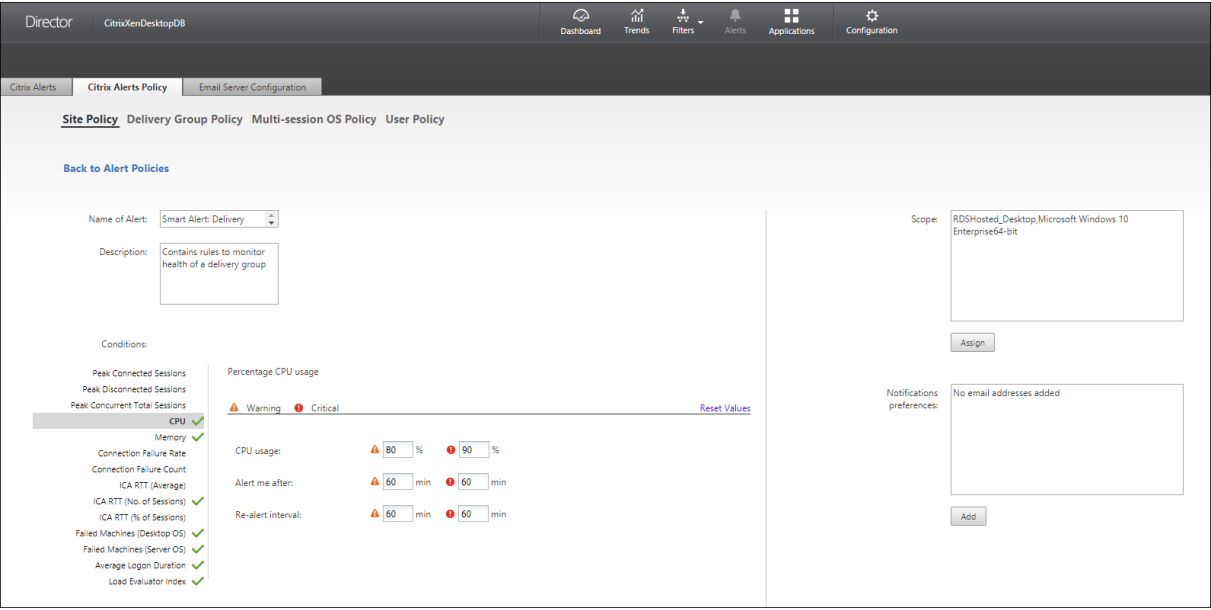 Director CitrixXenDesktopDB
Dashboard Trends Filters Alerts Applications Configuration
Citrix Alerts Citrix Alerts Policy Email Server Configuration
Site Policy Delivery Group Policy Multi-session OS Policy User Policy
Back to Alert Policies
Name of Alert: Smart Alert: Delivery
Description: Contains rules to monitor
health of a delivery group
Conditions:
Peak Connected Sessions
Peak Disconnected Sessions
Peak Concurrent Total Sessions
CPU
Memory
Connection Failure Rate
Connection Failure Count
ICA RTT (Average)
ICA RTT (No. of Sessions)
ICA RTT (% of Sessions)
Failed Machines (Desktop OS)
Failed Machines (Server OS)
Average Logon Duration
Load Evaluator Index
Percentage CPU usage
Warning Critical Reset Values
CPU usage: 80 % 90 %
Alert me after: 60 min 60 min
Re-alert interval: 60 min 60 min
Scope: RDSHosted_Desktop,Microsoft Windows 10
Enterprise64-bit
Assign
Notifications
preferences:
No email addresses added
Add